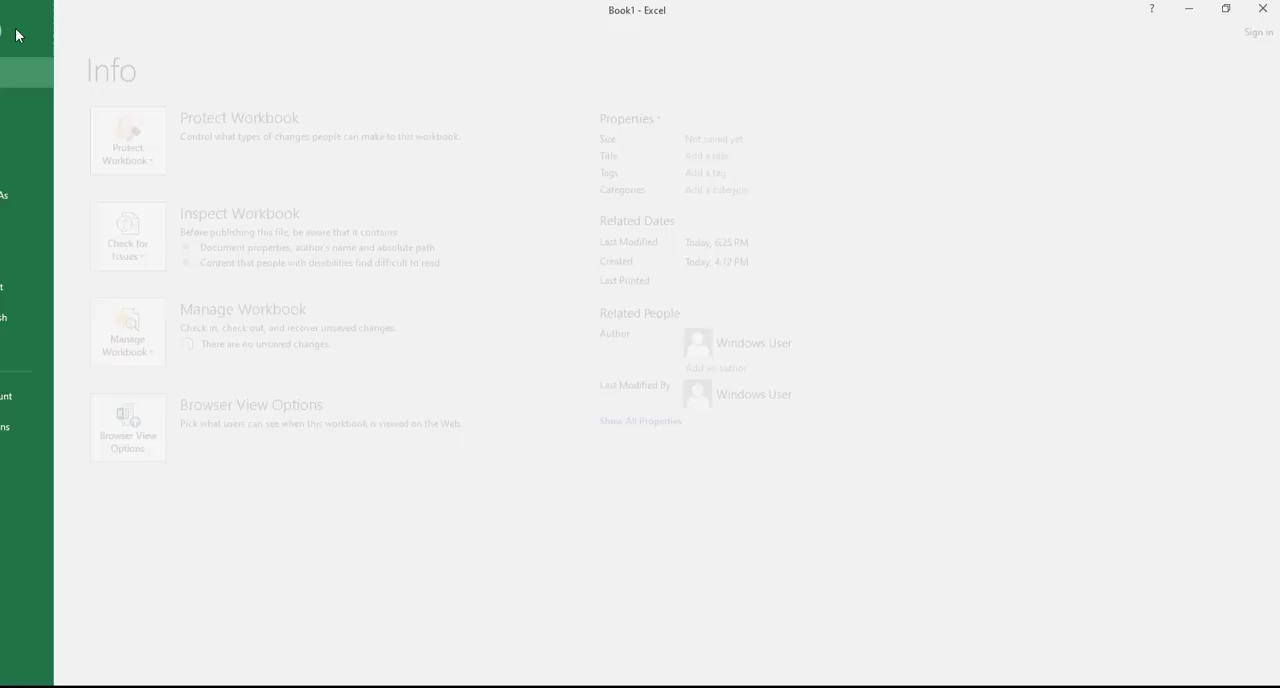 Book1 - Excel
?
Sign in
Info
Protect Workbook
Control what types of changes people can make to this workbook.
Protect
Workbook
Inspect Workbook
Before publishing this file, be aware that it contains:
Document properties, author's name and absolute path
Content that people with disabilities find difficult to read
Check for
Issues
Manage Workbook
Check in, check out, and recover unsaved changes.
There are no unsaved changes.
Manage
Workbook
Browser View Options
Pick what users can see when this workbook is viewed on the Web.
Browser View
Options
Properties
Size Not saved yet
Title Add a title
Tags Add a tag
Categories Add a category
Related Dates
Last Modified Today, 6:25 PM
Created Today, 4:12 PM
Last Printed
Related People
Author Windows User
Add an author
Last Modified By Windows User
Show All Properties
As
t
sh
unt
ns